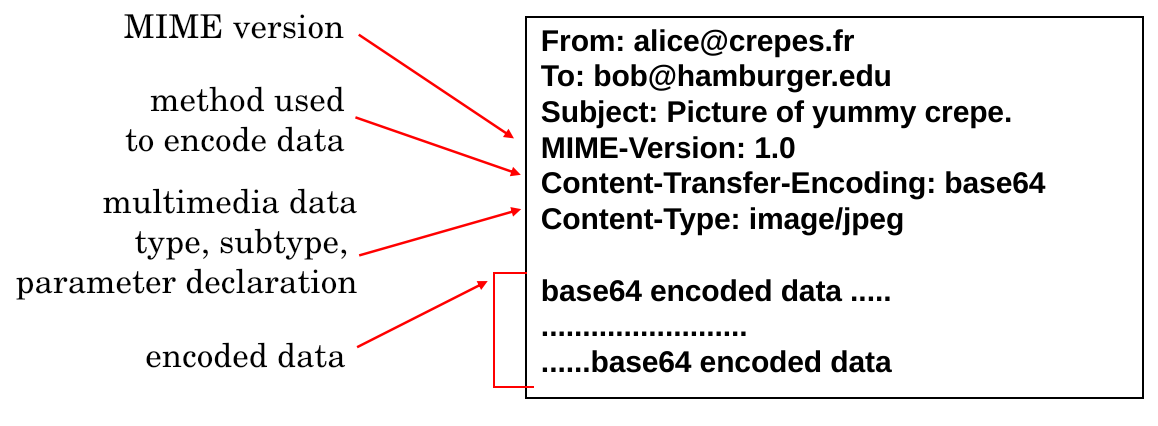 MIME version
method used
to encode data
multimedia data
type, subtype,
parameter declaration
encoded data
From: alice@crepes.fr
To: bob@hamburger.edu
Subject: Picture of yummy crepe.
MIME-Version: 1.0
Content-Transfer-Encoding: base64
Content-Type: image/jpeg
base64 encoded data .....
.........................
......base64 encoded data